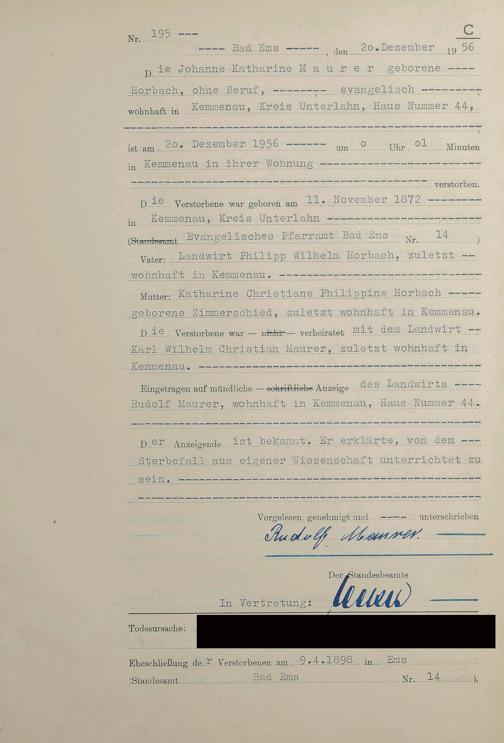 C
Nr. 195 ---
---- Bad Ems -----, den 20.Dezember 1956
Die Johanne Katharine Maurer geborene ----
Horbach, ohne Beruf, -------- evangelisch ----------
wohnhaft in Kemmenau, Kreis Unterlahn, Haus Nummer 44,
ist am 20. Dezember 1956 ------ um 0 Uhr 01 Minuten
in Kemmenau in ihrer Wohnung --------------------
verstorben.
Die Verstorbene war geboren am 11. November 1872 --------
in Kemmenau, Kreis Unterlahn --------------------
(Standesamt Evangelisches Pfarramt Bad Ems Nr. 14 )
Vater: Landwirt Philipp Wilhelm Horbach, zuletzt --
wohnhaft in Kemmenau. --------------------
Mutter: Katharine Christiane Philippine Horbach -----
geborene Zimmerschied, zuletzt wohnhaft in Kemmenau.
Die Verstorbene war — nicht — verheiratet mit dem Landwirt --
Karl Wilhelm Christian Maurer, zuletzt wohnhaft in
Kemmenau. --------------------
Eingetragen auf mündliche — schriftliche Anzeige des Landwirts ----
Rudolf Maurer, wohnhaft in Kemmenau, Haus Nummer 44.
Der Anzeigende ist bekannt. Er erklärte, von dem ---
Sterbefall aus eigener Wissenschaft unterrichtet zu
sein. --------------------
Vorgelesen, genehmigt und ---- unterschrieben
Rudolf Maurer.
Der Standesbeamte
In Vertretung:
Todesursache:
Eheschließung der Verstorbenen am 9.4.1898 in Ems
(Standesamt Bad Ems Nr. 14 ).